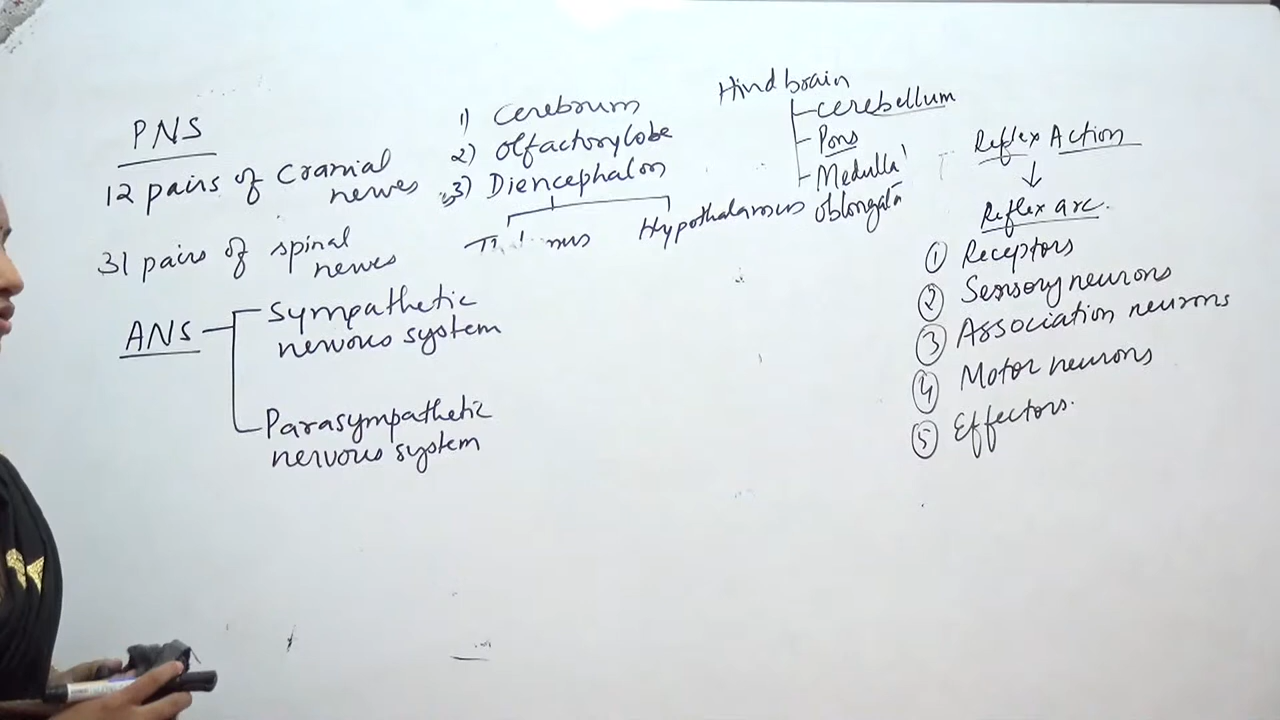 PNS
12 pairs of Cranial
nerves
31 pairs of spinal
nerves
ANS
Sympathetic
nervous system
Parasympathetic
nervous system
1) Cerebrum
2) Olfactorylobe
3) Diencephalon
Hypothalamus
Hind brain
Cerebellum
Pons
Medulla
oblongata
Reflex Action
Reflex arc.
1 Receptors
2 Sensory neurons
3 Association neurons
4 Motor neurons
5 Effectors.